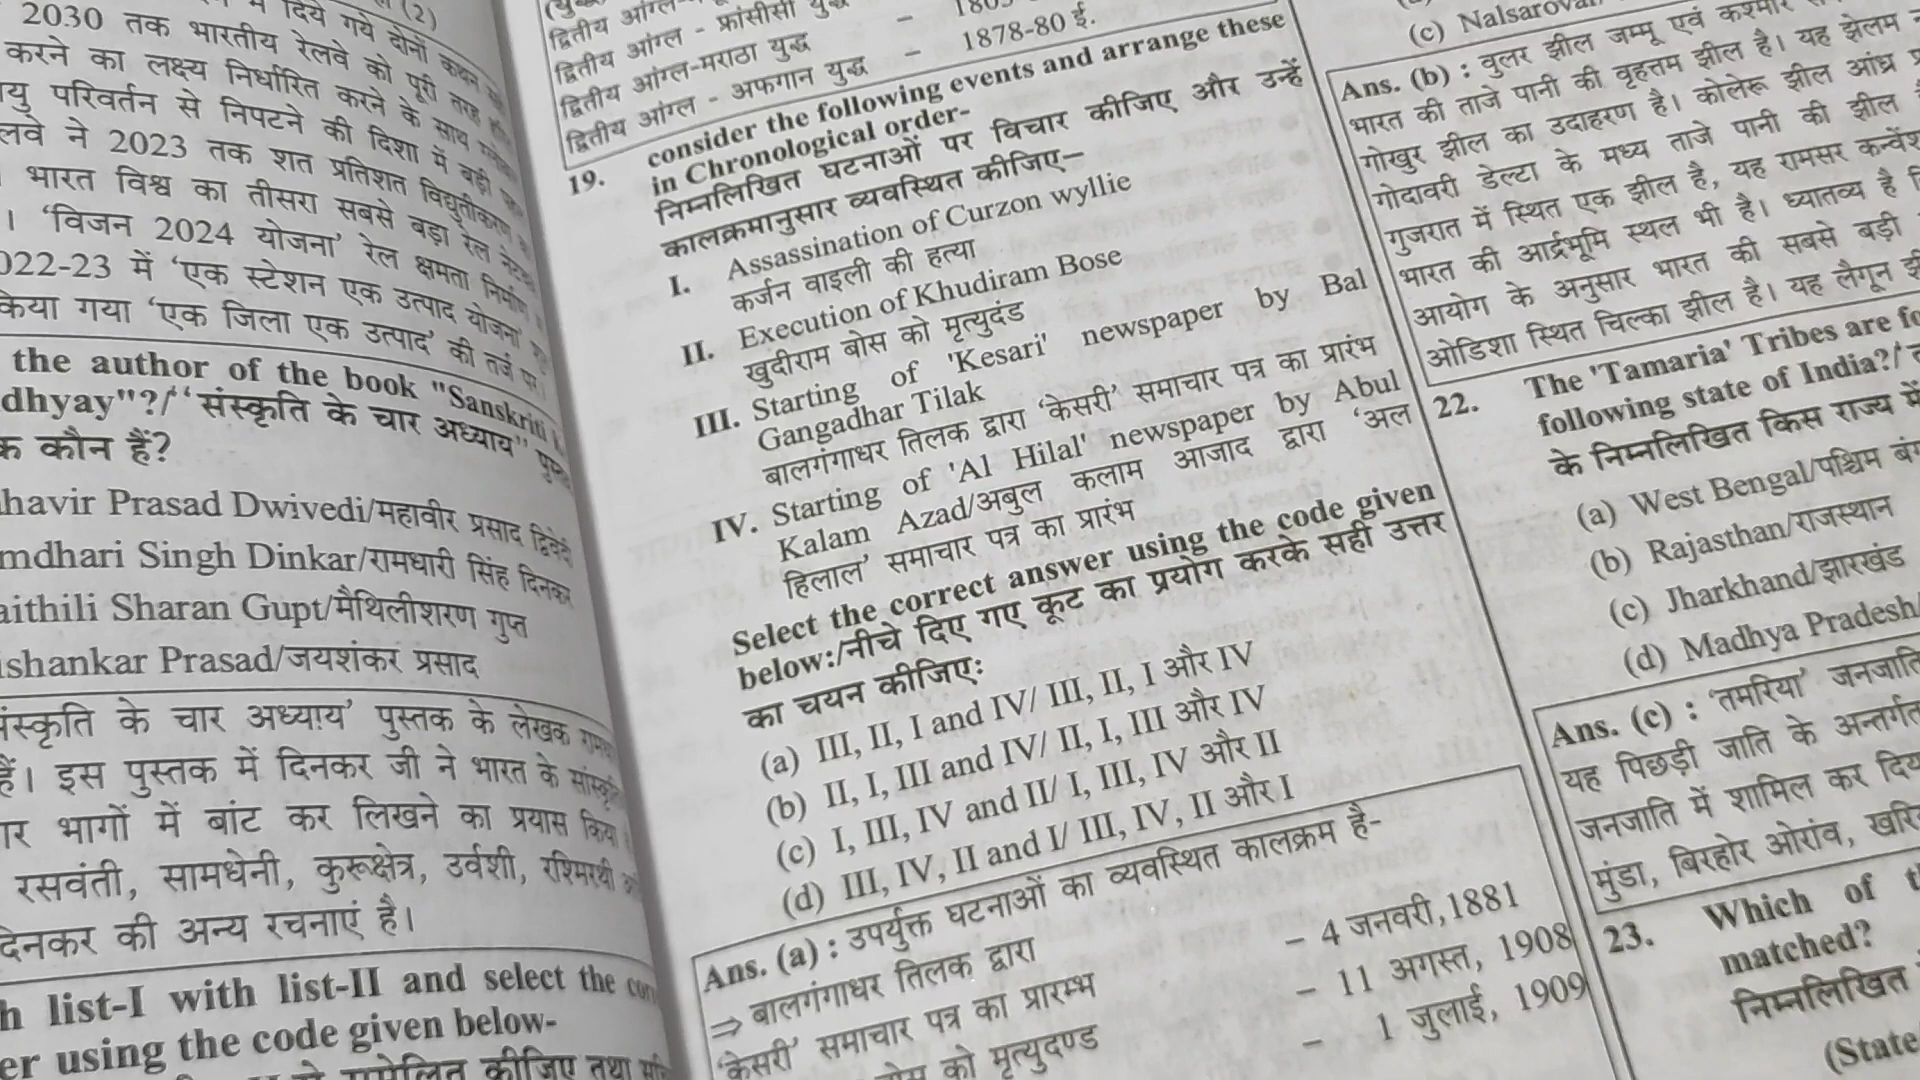 (2)
में दिये गये दोनों कथन
2030 तक भारतीय रेलवे को पूरी तरह
करने का लक्ष्य निर्धारित करने के साथ
यु परिवर्तन से निपटने की दिशा में बड़ी
लवे ने 2023 तक शत प्रतिशत विद्युतीकरण
भारत विश्व का तीसरा सबसे बड़ा रेल
। 'विजन 2024 योजना' रेल क्षमता निर्माण
022-23 में 'एक स्टेशन एक उत्पाद योजना'
किया गया 'एक जिला एक उत्पाद' की तर्ज पर।
the author of the book "Sanskriti
dhyay"?/"संस्कृति के चार अध्याय"
क कौन हैं?
havir Prasad Dwivedi/महावीर प्रसाद द्विवेदी
mdhari Singh Dinkar/रामधारी सिंह दिनकर
aithili Sharan Gupt/मैथिलीशरण गुप्त
ishankar Prasad/जयशंकर प्रसाद
संस्कृति के चार अध्याय' पुस्तक के लेखक
हैं। इस पुस्तक में दिनकर जी ने भारत के
ार भागों में बांट कर लिखने का प्रयास किया
रसवंती, सामधेनी, कुरूक्षेत्र, उर्वशी, रश्मिरथी
दिनकर की अन्य रचनाएं है।
h list-I with list-II and select the
er using the code given below-
कीजिए तथा
द्वितीय आंग्ल
द्वितीय आंग्ल - फ्रांसीसी युद्ध
द्वितीय आंग्ल-मराठा युद्ध
द्वितीय आंग्ल - अफगान युद्ध – 1878-80 ई.
19. consider the following events and arrange these
in Chronological order-
निम्नलिखित घटनाओं पर विचार कीजिए और उन्हें
कालक्रमानुसार व्यवस्थित कीजिए–
I. Assassination of Curzon wyllie
कर्जन वाइली की हत्या
II. Execution of Khudiram Bose
खुदीराम बोस को मृत्युदंड
III. Starting of 'Kesari' newspaper by Bal
Gangadhar Tilak
बालगंगाधर तिलक द्वारा 'केसरी' समाचार पत्र का प्रारंभ
IV. Starting of 'Al Hilal' newspaper by Abul
Kalam Azad/अबुल कलाम आजाद द्वारा 'अल
हिलाल' समाचार पत्र का प्रारंभ
Select the correct answer using the code given
below:/नीचे दिए गए कूट का प्रयोग करके सही उत्तर
का चयन कीजिए:
(a) III, II, I and IV/ III, II, I और IV
(b) II, I, III and IV/ II, I, III और IV
(c) I, III, IV and II/ I, III, IV और II
(d) III, IV, II and I/ III, IV, II और I
Ans. (a) : उपर्युक्त घटनाओं का व्यवस्थित कालक्रम है-
⇒ बालगंगाधर तिलक द्वारा
'केसरी' समाचार पत्र का प्रारम्भ – 4 जनवरी, 1881
को मृत्युदण्ड – 11 अगस्त, 1908
– 1 जुलाई, 1909
(c) Nalsarovar
Ans. (b) : वुलर झील जम्मू एवं कश्मीर
भारत की ताजे पानी की वृहत्तम झील है। यह झेलम
गोखुर झील का उदाहरण है। कोलेरू झील आंध्र
गोदावरी डेल्टा के मध्य ताजे पानी की झील
गुजरात में स्थित एक झील है, यह रामसर
भारत की आर्द्रभूमि स्थल भी है। ध्यातव्य है
आयोग के अनुसार भारत की सबसे बड़ी
ओडिशा स्थित चिल्का झील है। यह लैगून
22. The 'Tamaria' Tribes are
following state of India?/
के निम्नलिखित किस राज्य में
(a) West Bengal/पश्चिम
(b) Rajasthan/राजस्थान
(c) Jharkhand/झारखंड
(d) Madhya Pradesh/
Ans. (c) : 'तमरिया' जनजाति
यह पिछड़ी जाति के अन्तर्गत
जनजाति में शामिल कर
मुंडा, बिरहोर ओरांव,
23. Which of
matched?
निम्नलिखित
(State